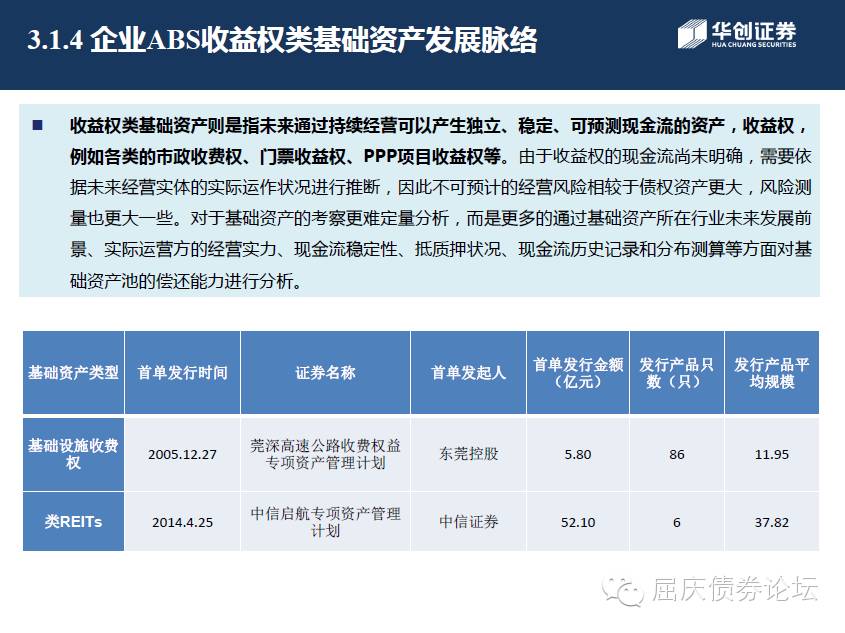 3.1.4 企业ABS收益权类基础资产发展脉络
华创证券
HUA CHUANG SECURITIES
■ 收益权类基础资产则是指未来通过持续经营可以产生独立、稳定、可预测现金流的资产，收益权，
例如各类的市政收费权、门票收益权、PPP项目收益权等。由于收益权的现金流尚未明确，需要依
据未来经营实体的实际运作状况进行推断，因此不可预计的经营风险相较于债权资产更大，风险测
量也更大一些。对于基础资产的考察更难定量分析，而是更多的通过基础资产所在行业未来发展前
景、实际运营方的经营实力、现金流稳定性、抵质押状况、现金流历史记录和分布测算等方面对基
础资产池的偿还能力进行分析。
基础资产类型 首单发行时间 证券名称 首单发起人 首单发行金额 发行产品只 发行产品平
（亿元） 数（只） 均规模
基础设施收费 莞深高速公路收费权益
2005.12.27 东莞控股 5.80 86 11.95
权 专项资产管理计划
类REITs 2014.4.25 中信启航专项资产管理 中信证券 52.10 6 37.82
计划
屈庆债券论坛